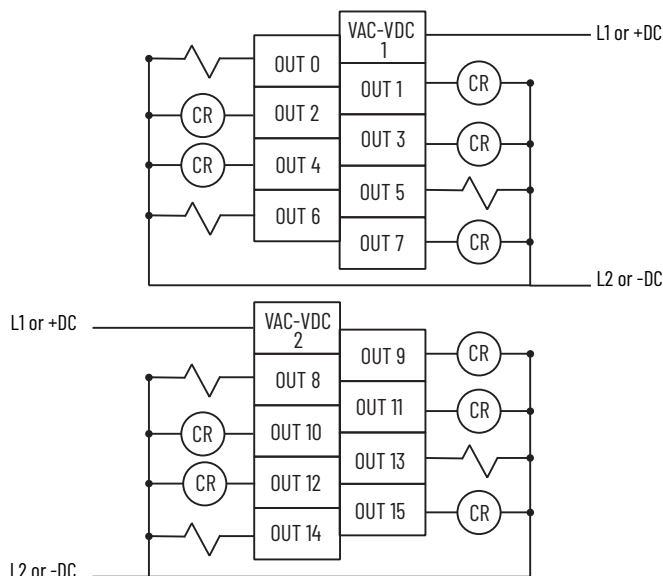 VAC-VDC
1
L1 or +DC
OUT 0
OUT 1
CR
CR
OUT 2
OUT 3
CR
CR
OUT 4
OUT 5
OUT 6
OUT 7
CR
L2 or -DC
L1 or +DC
VAC-VDC
2
OUT 9
CR
OUT 8
OUT 11
CR
CR
OUT 10
OUT 13
CR
OUT 12
OUT 15
CR
OUT 14
L2 or -DC